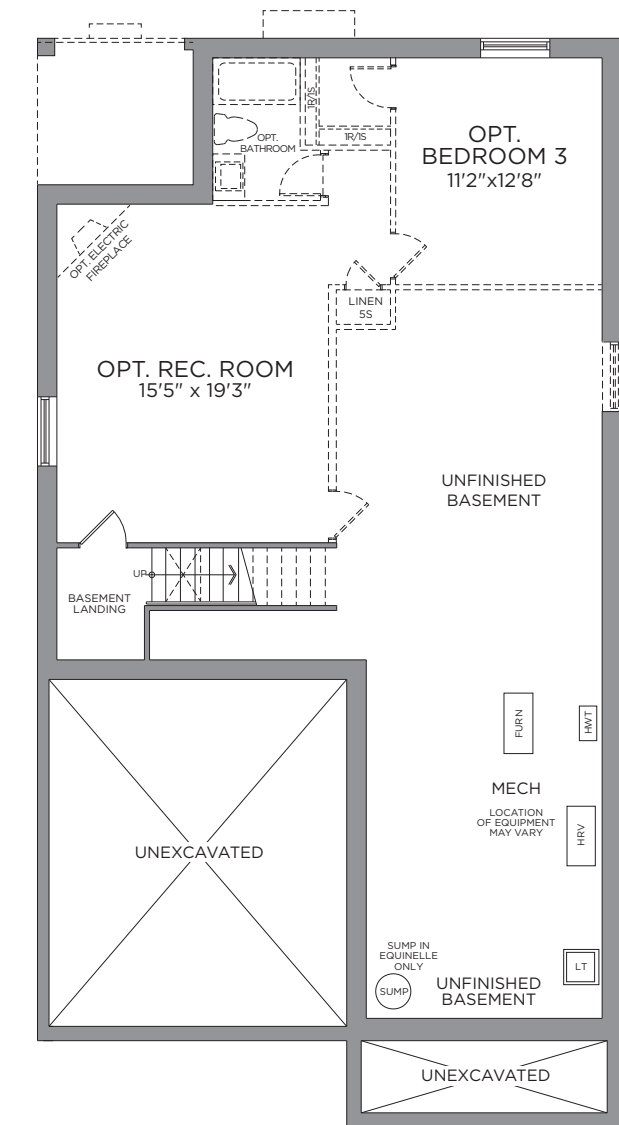 OPT.
BATHROOM
1R/1S
1R/1S
OPT.
BEDROOM 3
11'2"x12'8"
OPT. ELECTRIC
FIREPLACE
LINEN
5S
OPT. REC. ROOM
15'5" x 19'3"
UNFINISHED
BASEMENT
UP
BASEMENT
LANDING
FURN
HWT
MECH
LOCATION
OF EQUIPMENT
MAY VARY
HRV
UNEXCAVATED
SUMP IN
EQUINELLE
ONLY
SUMP
UNFINISHED
BASEMENT
LT
UNEXCAVATED